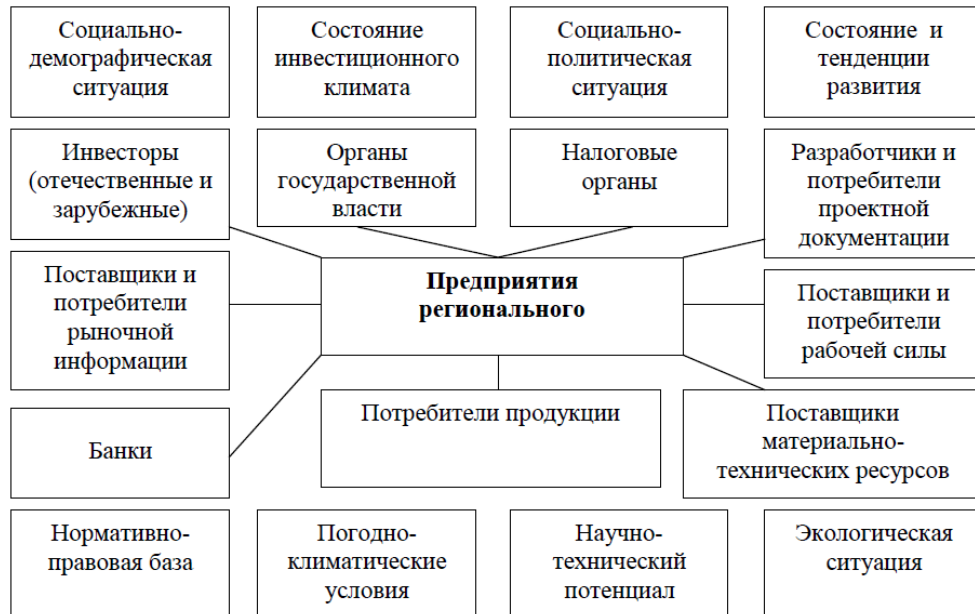 Социально-
демографическая
ситуация
Состояние
инвестиционного
климата
Социально-
политическая
ситуация
Состояние и
тенденции
развития
Инвесторы
(отечественные и
зарубежные)
Органы
государственной
власти
Налоговые
органы
Разработчики и
потребители
проектной
документации
Поставщики и
потребители
рыночной
информации
Предприятия
регионального
Поставщики и
потребители
рабочей силы
Банки
Потребители продукции
Поставщики
материально-
технических ресурсов
Нормативно-
правовая база
Погодно-
климатические
условия
Научно-
технический
потенциал
Экологическая
ситуация